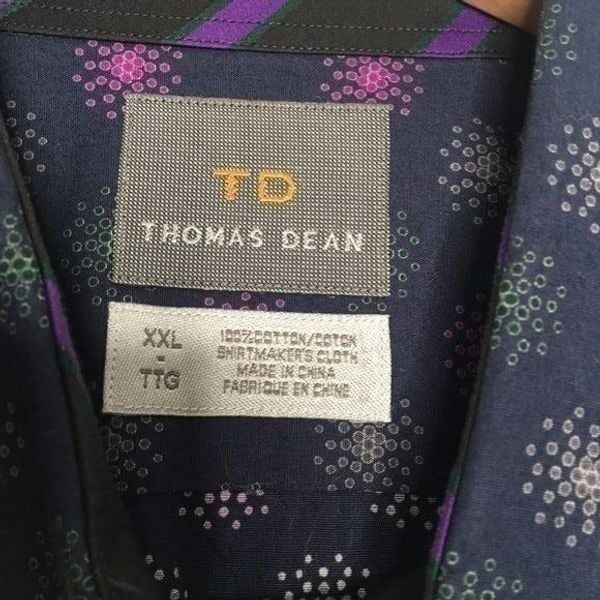 TD
THOMAS DEAN
XXL
-
TTG
100% COTTON/COTON
SHIRTMAKER'S CLOTH
MADE IN CHINA
FABRIQUE EN CHINE